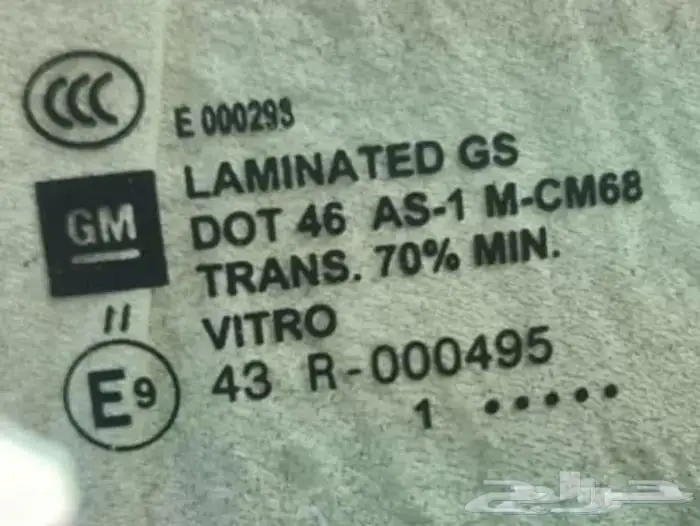 CCC
E 000293
LAMINATED GS
GM
DOT 46 AS-1 M-CM68
TRANS. 70% MIN.
//
VITRO
E9
43 R-000495
1 •••••
حراج